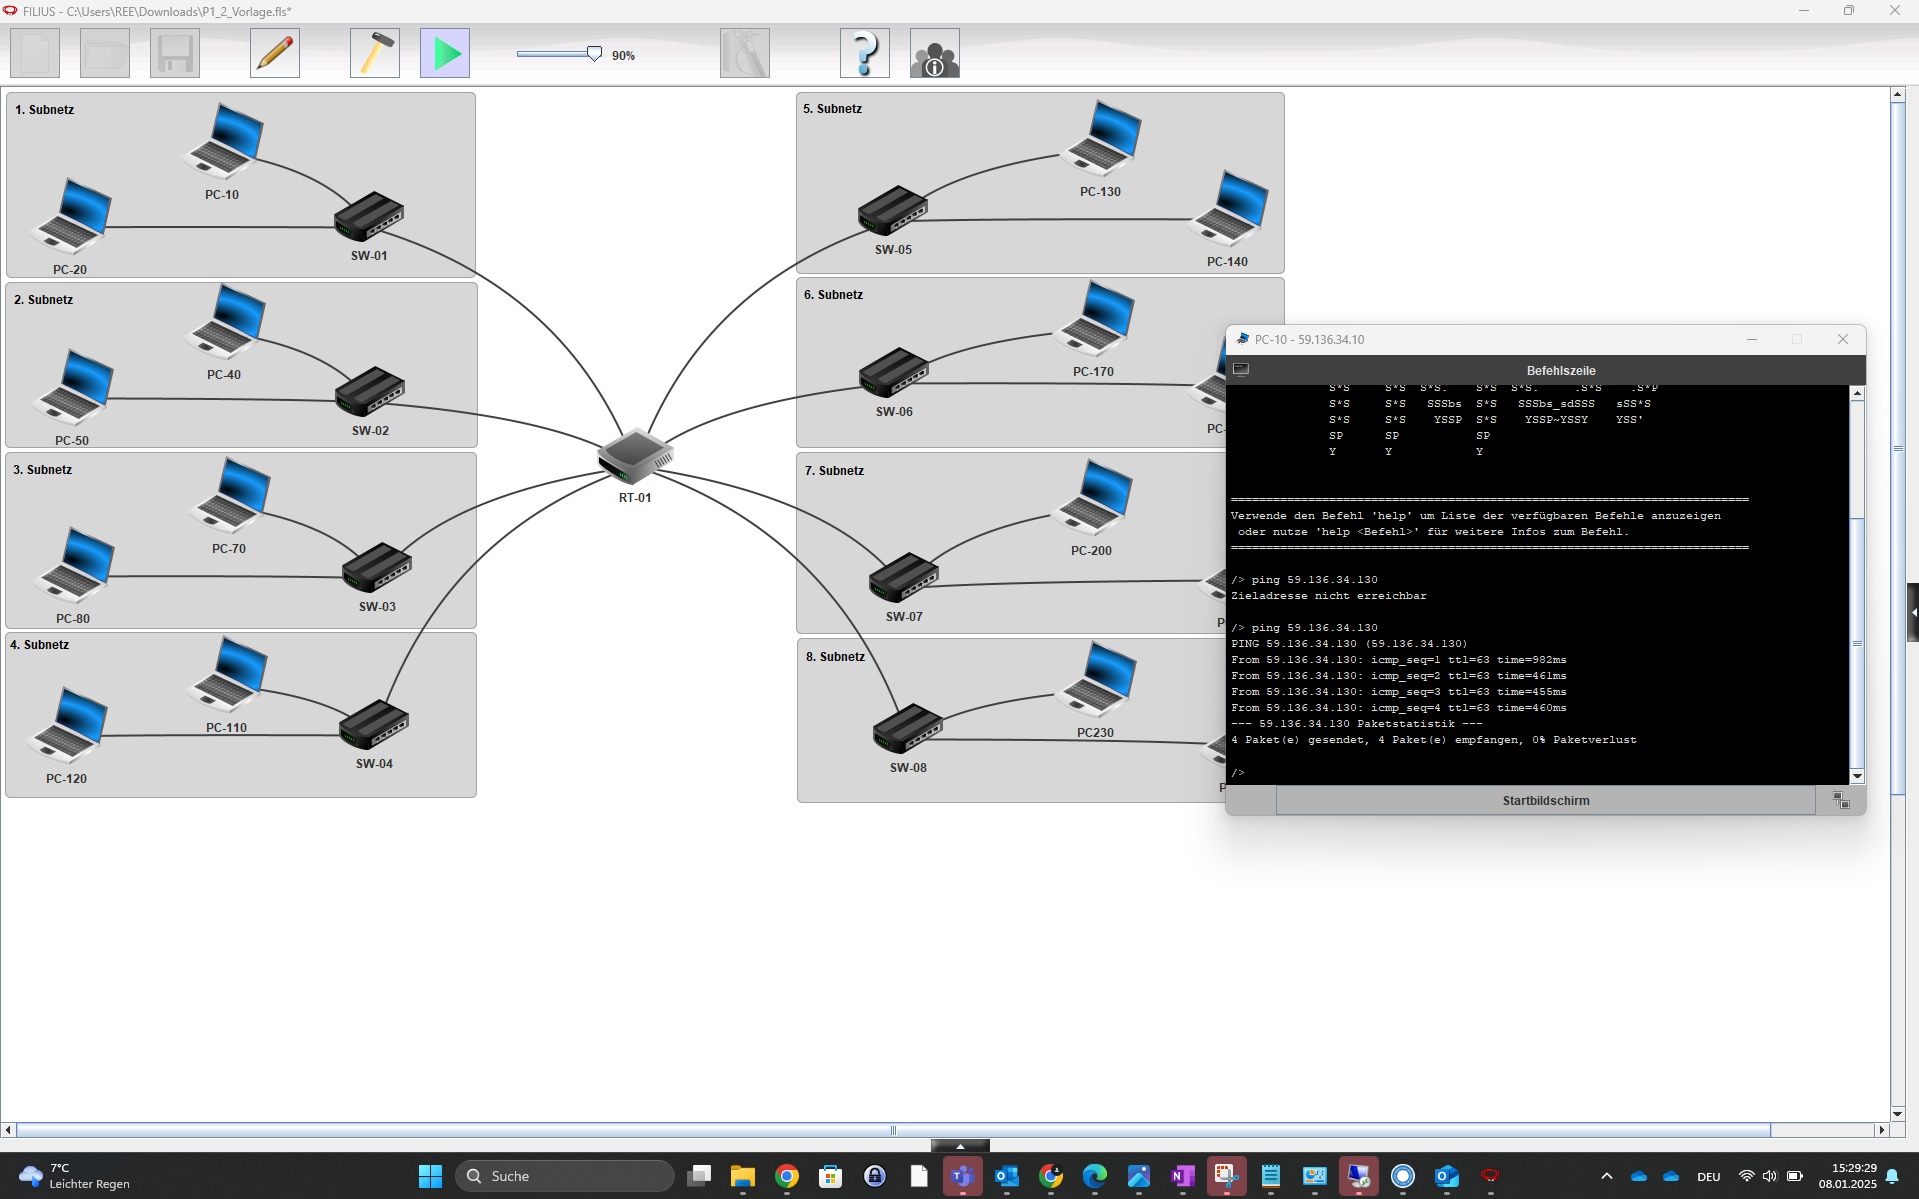 FILIUS - C:\Users\REE\Downloads\P1_2_Vorlage.fls*
90%
1. Subnetz
PC-10
PC-20
SW-01
2. Subnetz
PC-40
PC-50
SW-02
3. Subnetz
PC-70
PC-80
SW-03
4. Subnetz
PC-110
PC-120
SW-04
RT-01
5. Subnetz
PC-130
SW-05
PC-140
6. Subnetz
PC-170
SW-06
PC-
7. Subnetz
PC-200
SW-07
P
8. Subnetz
PC230
SW-08
P
PC-10 - 59.136.34.10
Befehlszeile
S*S S*S S*S. S*S S*S. .S*S .S*P
S*S S*S SSSbs S*S SSSbs_sdSSS sSS*S
S*S S*S YSSP S*S YSSP~YSSY YSS'
SP SP SP
Y Y Y
==========================================================================
Verwende den Befehl 'help' um Liste der verfügbaren Befehle anzuzeigen
oder nutze 'help <Befehl>' für weitere Infos zum Befehl.
==========================================================================
/> ping 59.136.34.130
Zieladresse nicht erreichbar
/> ping 59.136.34.130
PING 59.136.34.130 (59.136.34.130)
From 59.136.34.130: icmp_seq=1 ttl=63 time=982ms
From 59.136.34.130: icmp_seq=2 ttl=63 time=461ms
From 59.136.34.130: icmp_seq=3 ttl=63 time=455ms
From 59.136.34.130: icmp_seq=4 ttl=63 time=460ms
--- 59.136.34.130 Paketstatistik ---
4 Paket(e) gesendet, 4 Paket(e) empfangen, 0% Paketverlust
/>
Startbildschirm
7°C
Leichter Regen
Suche
DEU
15:29:29
08.01.2025